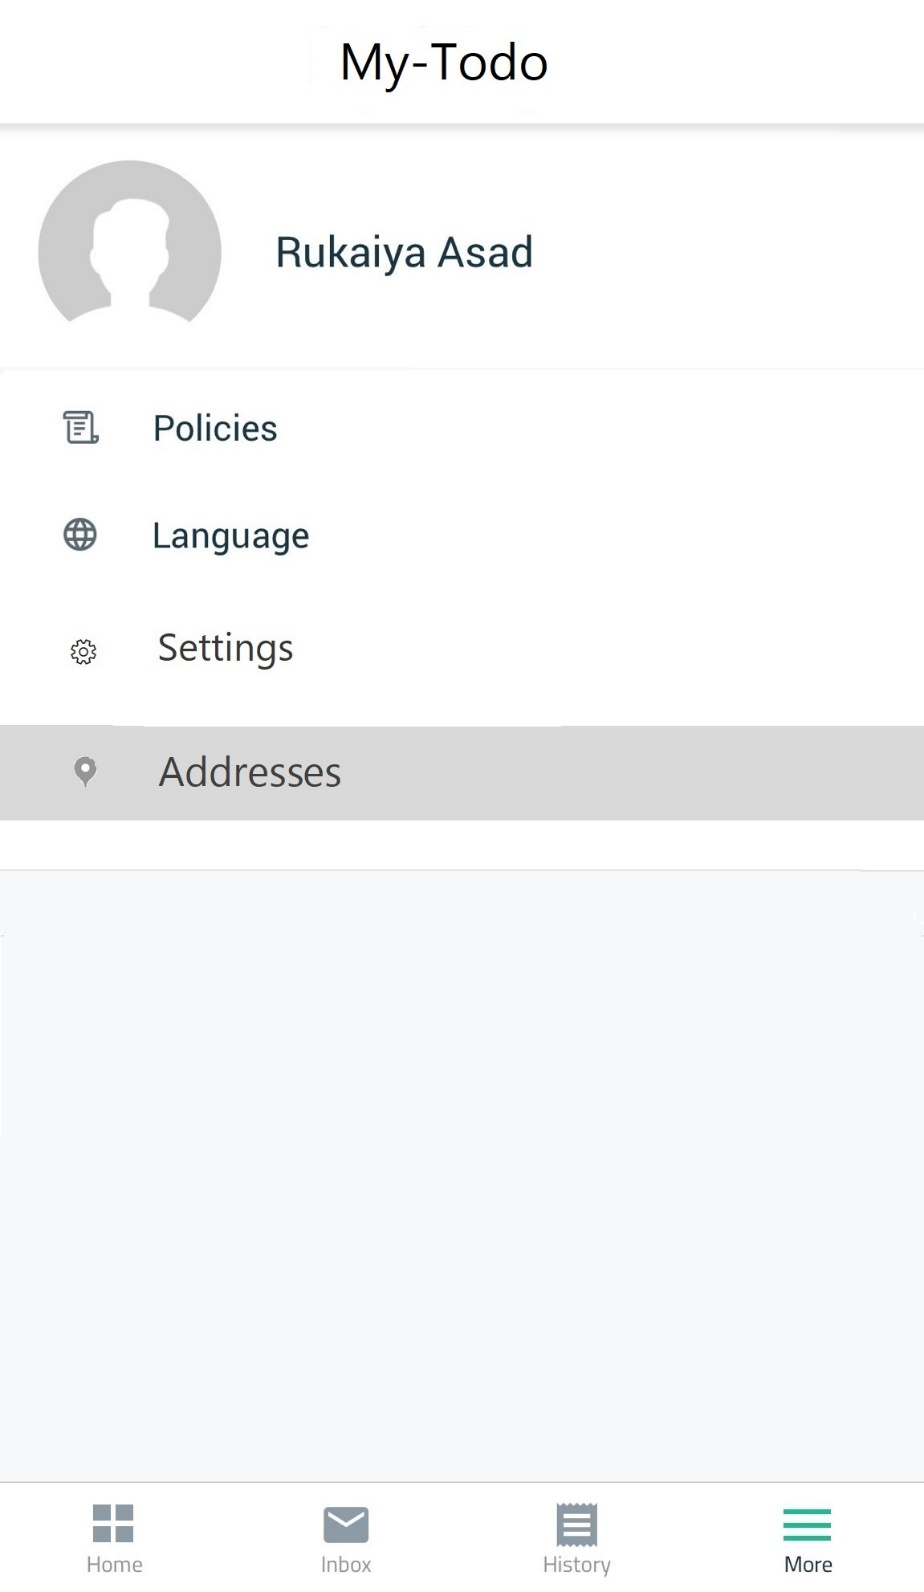 My-Todo
Rukaiya Asad
Policies
Language
Settings
Addresses
Home
Inbox
History
More